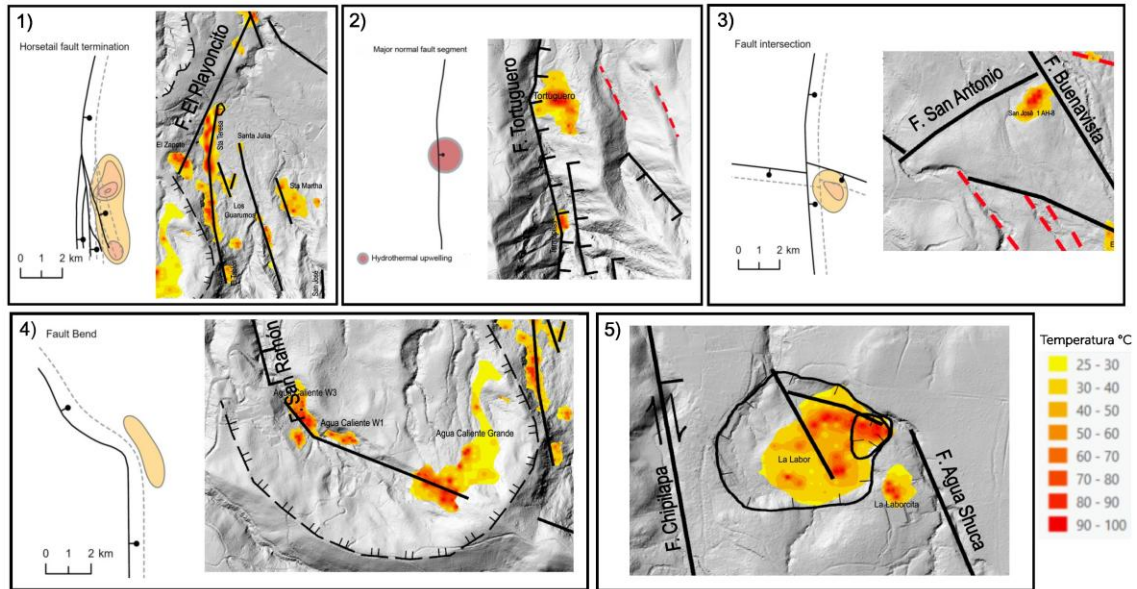 1)
Horsetail fault termination
0 1 2 km
F. El Playoncito
El Zapote
Sta Teresa
Santa Julia
Sta Martha
Los Guarumos
San José
2)
Major normal fault segment
Hydrothermal upwelling
F. Tortuguero
Tortuguero
3)
Fault intersection
0 1 2 km
F. San Antonio
F. Buenavista
San José 1 AH-8
4)
Fault Bend
0 1 2 km
F. San Ramón
Agua Caliente W3
Agua Caliente W1
Agua Caliente Grande
5)
F. Chipilapa
La Labor
La Laborcita
F. Agua Shuca
Temperatura °C
25 - 30
30 - 40
40 - 50
50 - 60
60 - 70
70 - 80
80 - 90
90 - 100